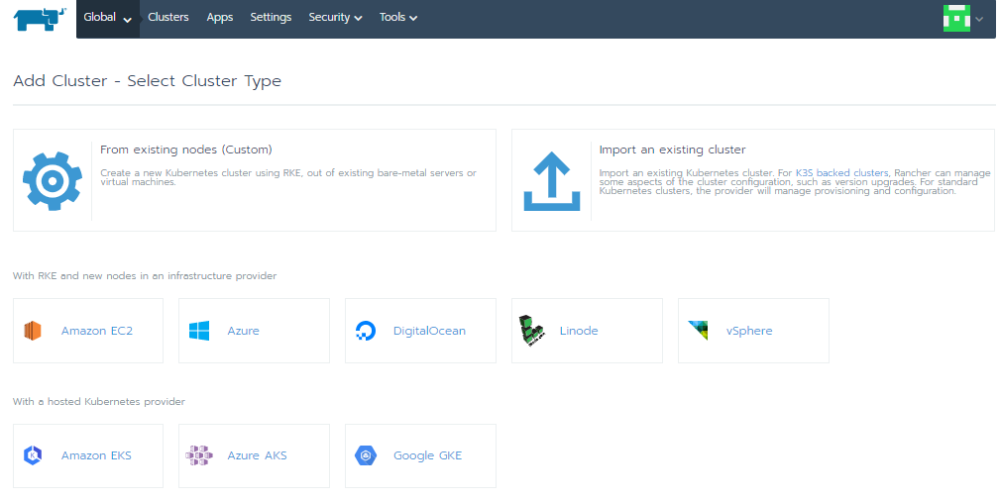 Global Clusters Apps Settings Security Tools
Add Cluster - Select Cluster Type
From existing nodes (Custom)
Create a new Kubernetes cluster using RKE, out of existing bare-metal servers or
virtual machines.
Import an existing cluster
Import an existing Kubernetes cluster. For K3S backed clusters, Rancher can manage
some aspects of the cluster configuration, such as version upgrades. For standard
Kubernetes clusters, the provider will manage provisioning and configuration.
With RKE and new nodes in an infrastructure provider
Amazon EC2 Azure DigitalOcean Linode vSphere
With a hosted Kubernetes provider
K Amazon EKS Azure AKS Google GKE